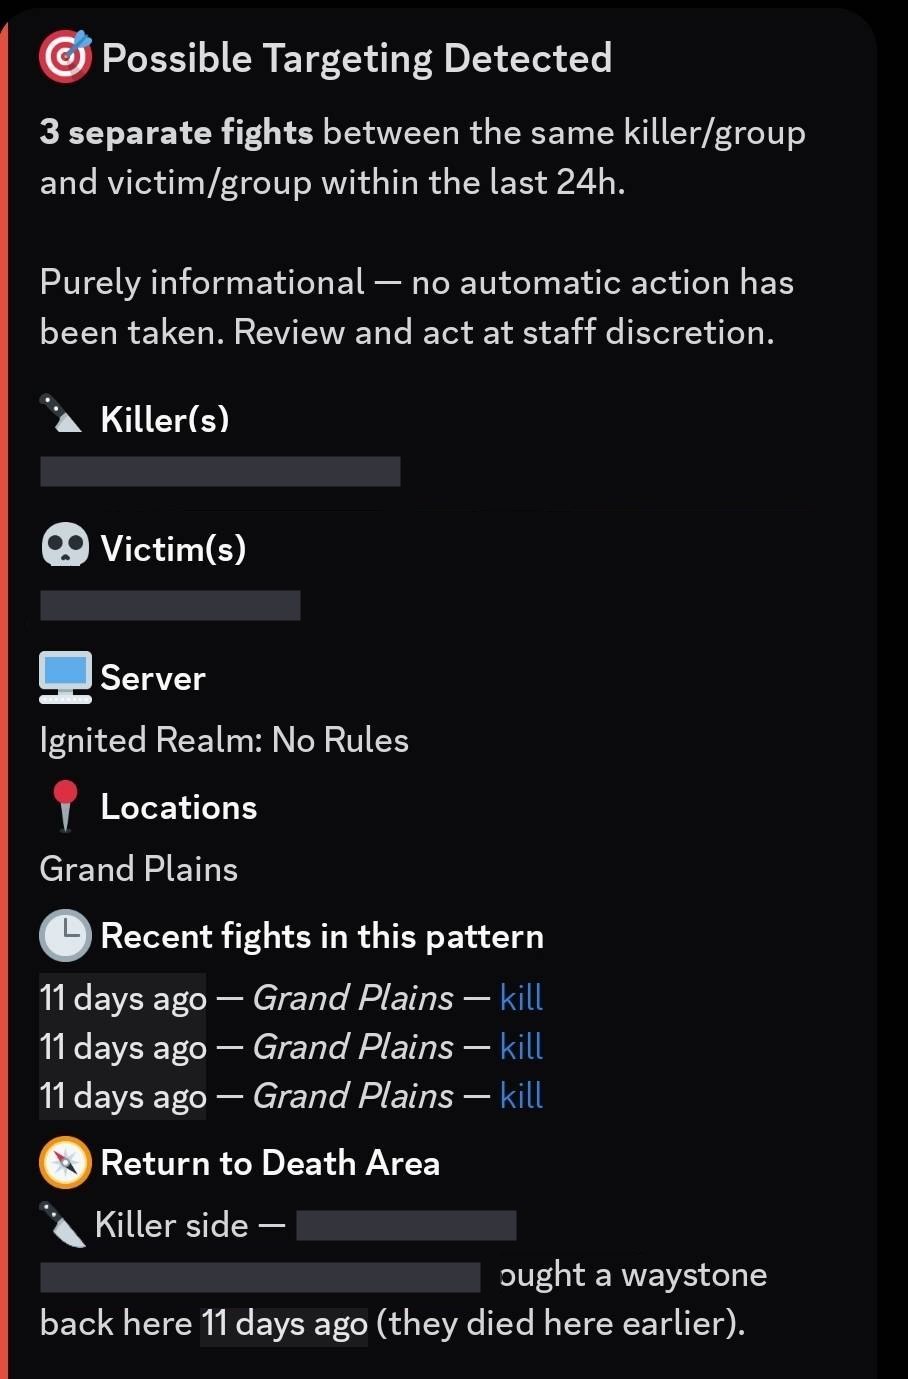 Possible Targeting Detected
3 separate fights between the same killer/group
and victim/group within the last 24h.
Purely informational — no automatic action has
been taken. Review and act at staff discretion.
Killer(s)
Victim(s)
Server
Ignited Realm: No Rules
Locations
Grand Plains
Recent fights in this pattern
11 days ago — Grand Plains — kill
11 days ago — Grand Plains — kill
11 days ago — Grand Plains — kill
Return to Death Area
Killer side —
ought a waystone
back here 11 days ago (they died here earlier).